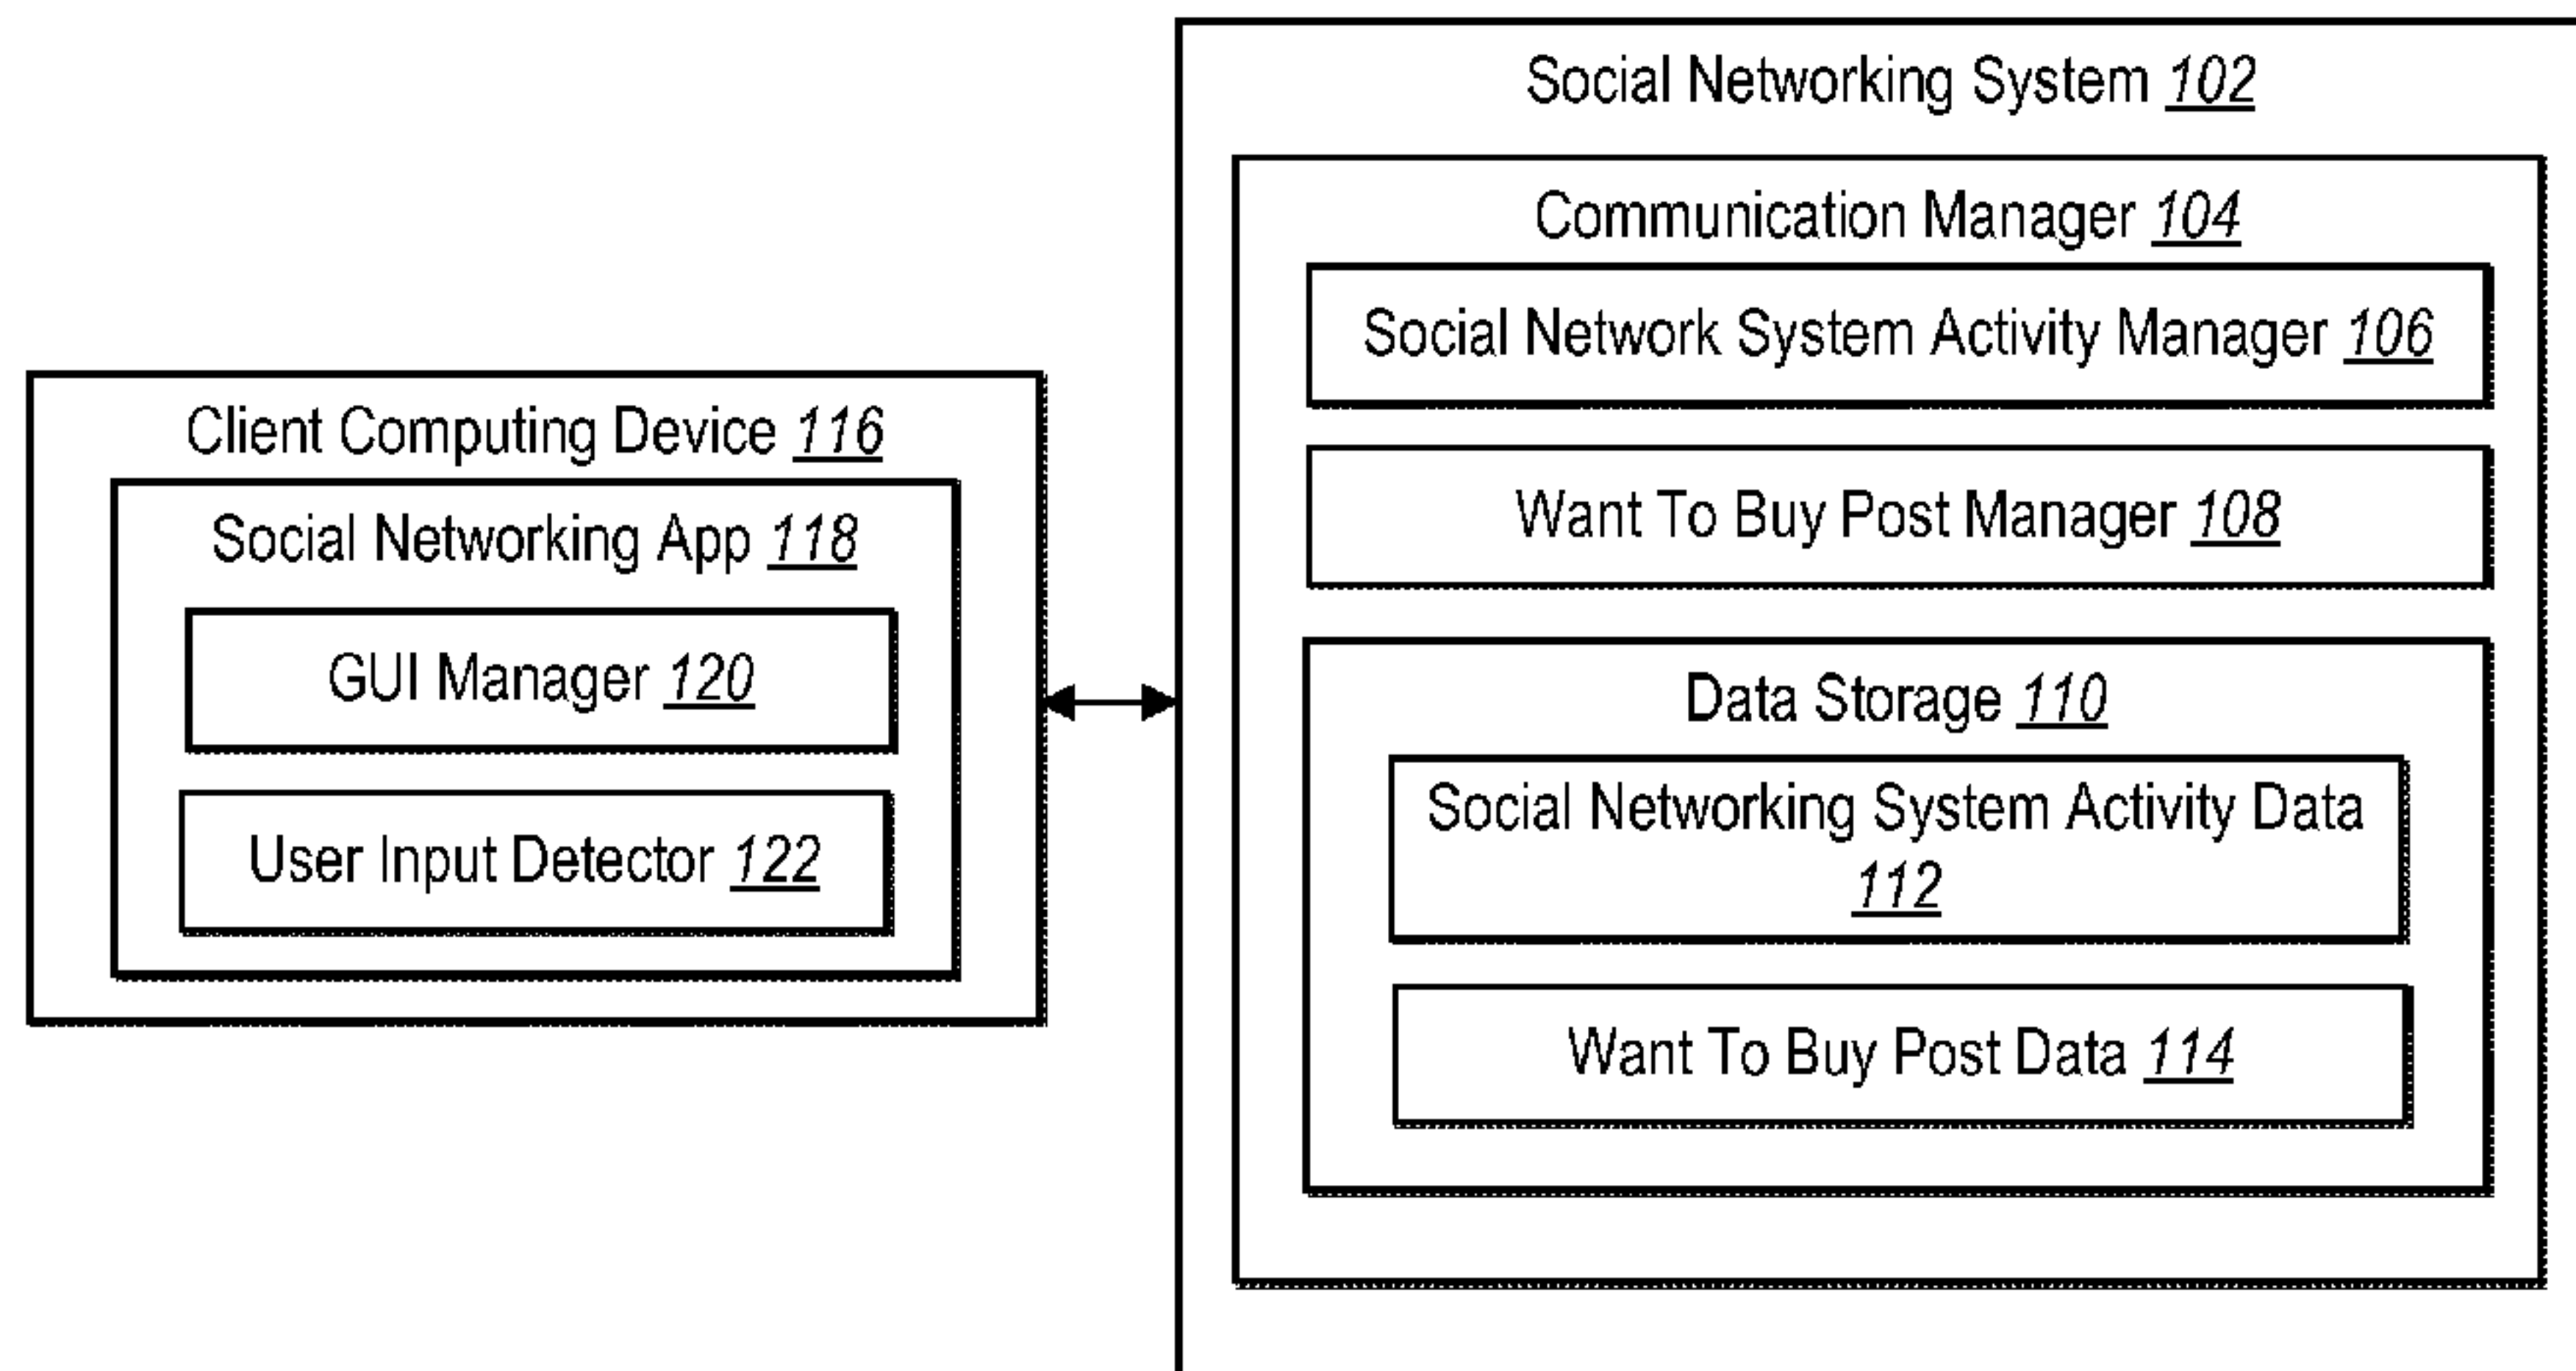 Social Networking System 102
Communication Manager 104
Social Network System Activity Manager 106
Want To Buy Post Manager 108
Data Storage 110
Social Networking System Activity Data
112
Want To Buy Post Data 114
Client Computing Device 116
Social Networking App 118
GUI Manager 120
User Input Detector 122